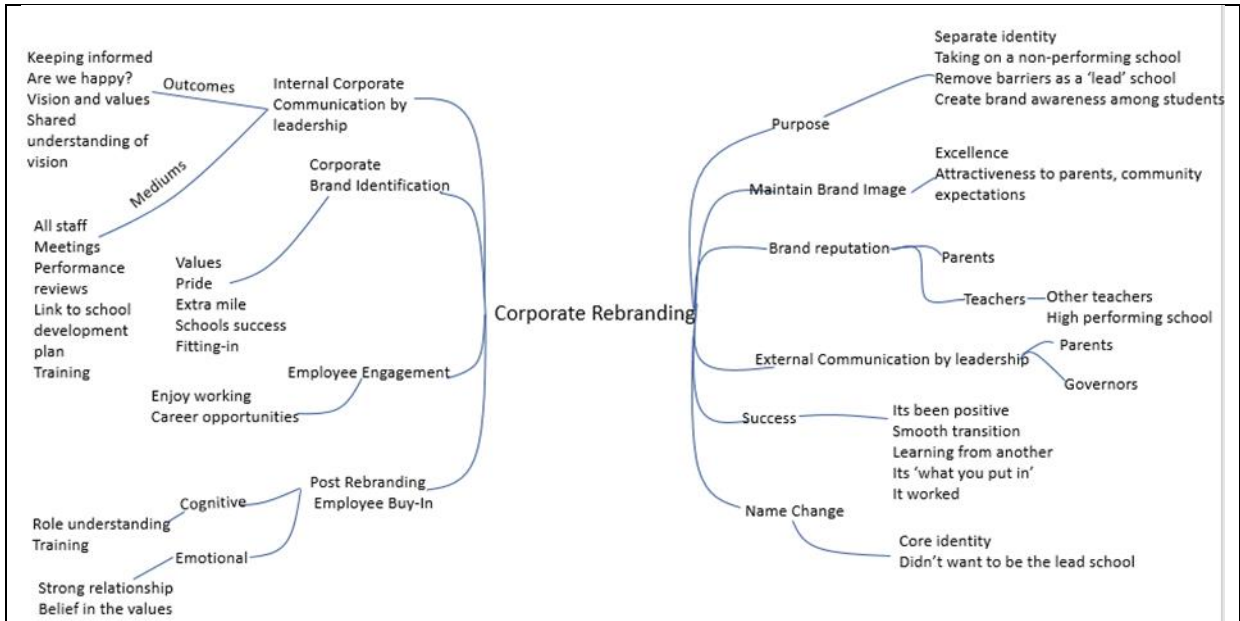 Keeping informed
Are we happy?
Vision and values
Shared
understanding of
vision
Outcomes
Internal Corporate
Communication by
leadership
Mediums
All staff
Meetings
Performance
reviews
Link to school
development
plan
Training
Corporate
Brand Identification
Values
Pride
Extra mile
Schools success
Fitting-in
Employee Engagement
Enjoy working
Career opportunities
Post Rebranding
Employee Buy-In
Cognitive
Role understanding
Training
Emotional
Strong relationship
Belief in the values
Corporate Rebranding
Purpose
Separate identity
Taking on a non-performing school
Remove barriers as a ‘lead’ school
Create brand awareness among students
Maintain Brand Image
Excellence
Attractiveness to parents, community
expectations
Brand reputation
Parents
Teachers
Other teachers
High performing school
External Communication by leadership
Parents
Governors
Success
Its been positive
Smooth transition
Learning from another
Its ‘what you put in’
It worked
Name Change
Core identity
Didn’t want to be the lead school